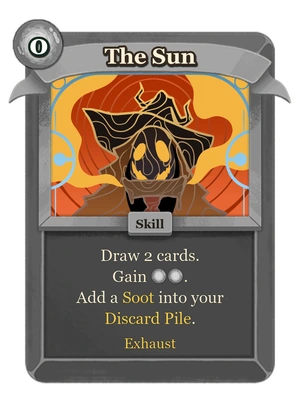 0
The Sun
Skill
Draw 2 cards.
Gain .
Add a Soot into your
Discard Pile.
Exhaust